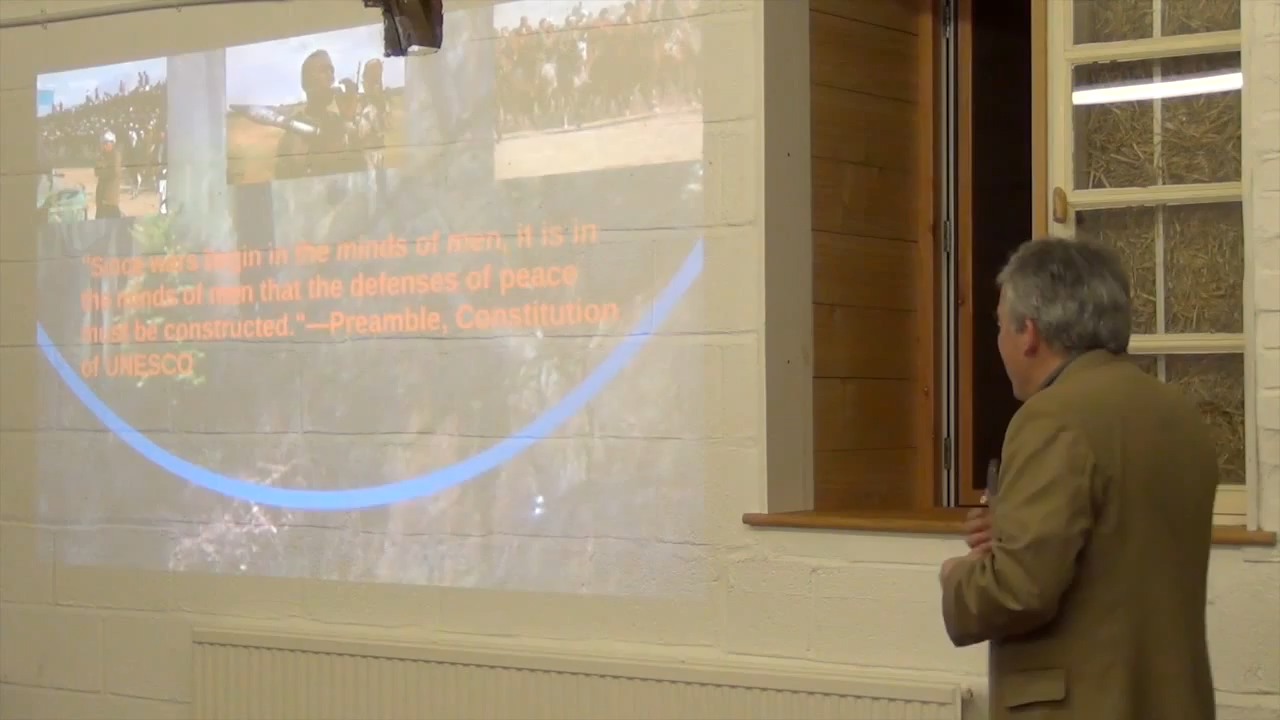 "Since wars begin in the minds of men, it is in
the minds of men that the defenses of peace
must be constructed."—Preamble, Constitution
of UNESCO